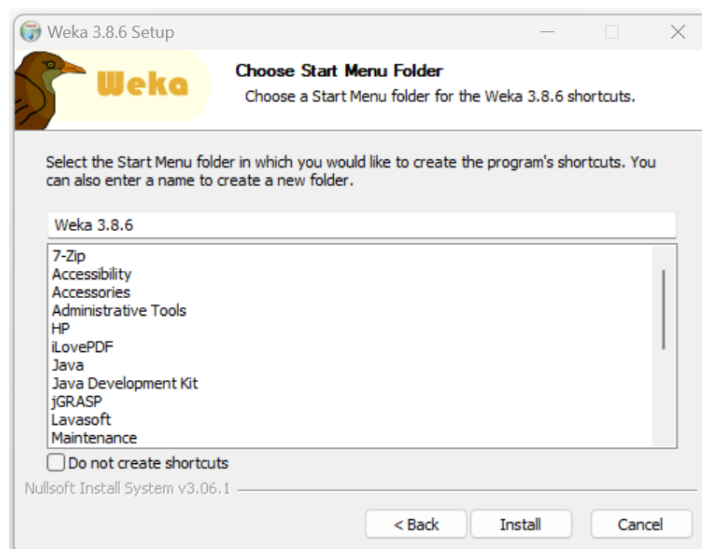 Weka 3.8.6 Setup
Weka
Choose Start Menu Folder
Choose a Start Menu folder for the Weka 3.8.6 shortcuts.
Select the Start Menu folder in which you would like to create the program's shortcuts. You
can also enter a name to create a new folder.
Weka 3.8.6
7-Zip
Accessibility
Accessories
Administrative Tools
HP
iLovePDF
Java
Java Development Kit
jGRASP
Lavasoft
Maintenance
Do not create shortcuts
Nullsoft Install System v3.06.1
< Back
Install
Cancel